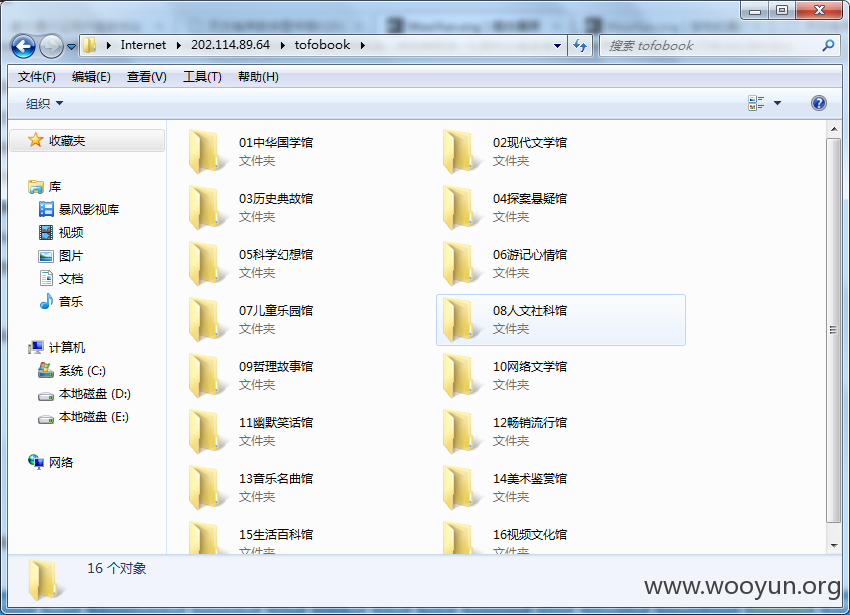 Internet 202.114.89.64 tofobook
搜索 tofobook
文件(F) 编辑(E) 查看(V) 工具(T) 帮助(H)
组织
收藏夹
库
暴风影视库
视频
图片
文档
音乐
计算机
系统 (C:)
本地磁盘 (D:)
本地磁盘 (E:)
网络
01中华国学馆
文件夹
02现代文学馆
文件夹
03历史典故馆
文件夹
04探案悬疑馆
文件夹
05科学幻想馆
文件夹
06游记心情馆
文件夹
07儿童乐园馆
文件夹
08人文社科馆
文件夹
09哲理故事馆
文件夹
10网络文学馆
文件夹
11幽默笑话馆
文件夹
12畅销流行馆
文件夹
13音乐名曲馆
文件夹
14美术鉴赏馆
文件夹
15生活百科馆
文件夹
16视频文化馆
文件夹
16 个对象
www.wooyun.org